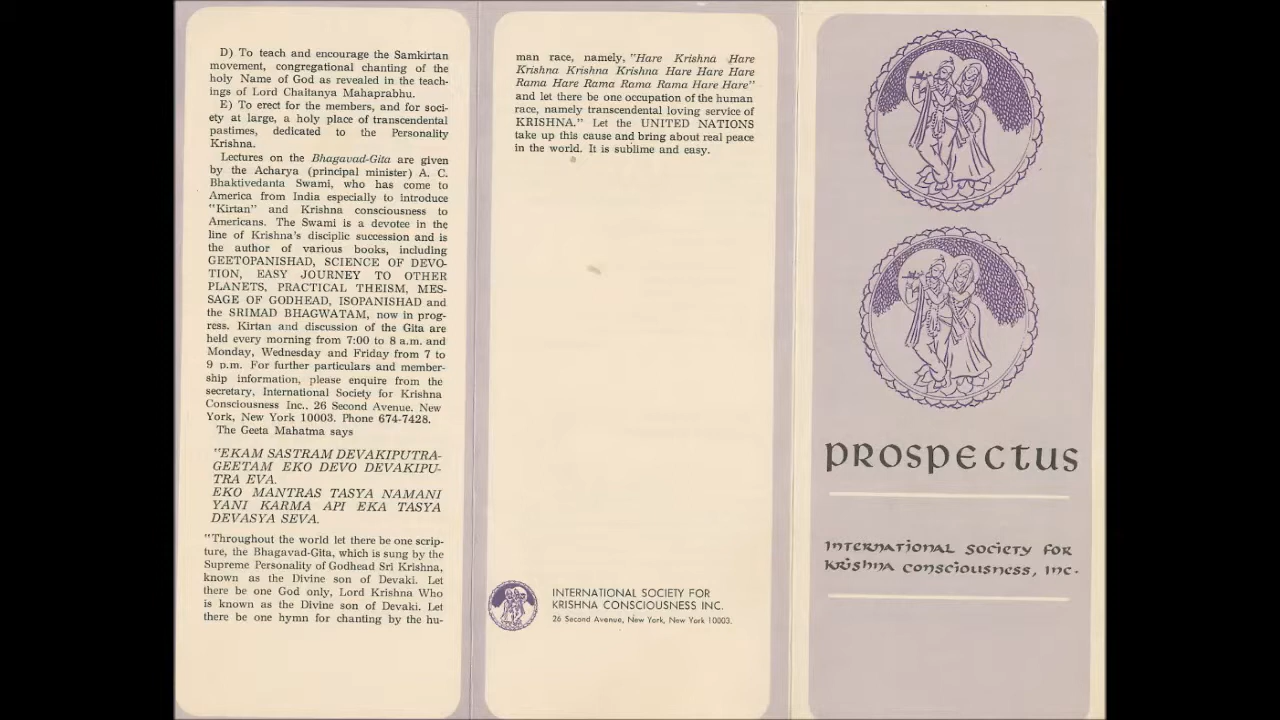 D) To teach and encourage the Samkirtan
movement, congregational chanting of the
holy Name of God as revealed in the teach-
ings of Lord Chaitanya Mahaprabhu.
E) To erect for the members, and for soci-
ety at large, a holy place of transcendental
pastimes, dedicated to the Personality
Krishna.
Lectures on the Bhagavad-Gita are given
by the Acharya (principal minister) A. C.
Bhaktivedanta Swami, who has come to
America from India especially to introduce
"Kirtan" and Krishna consciousness to
Americans. The Swami is a devotee in the
line of Krishna's disciplic succession and is
the author of various books, including
GEETOPANISHAD, SCIENCE OF DEVO-
TION, EASY JOURNEY TO OTHER
PLANETS, PRACTICAL THEISM, MES-
SAGE OF GODHEAD, ISOPANISHAD and
the SRIMAD BHAGWATAM, now in prog-
ress. Kirtan and discussion of the Gita are
held every morning from 7:00 to 8 a.m. and
Monday, Wednesday and Friday from 7 to
9 p.m. For further particulars and member-
ship information, please enquire from the
secretary, International Society for Krishna
Consciousness Inc., 26 Second Avenue. New
York, New York 10003. Phone 674-7428.
The Geeta Mahatma says
"EKAM SASTRAM DEVAKIPUTRA-
GEETAM EKO DEVO DEVAKIPU-
TRA EVA.
EKO MANTRAS TASYA NAMANI
YANI KARMA API EKA TASYA
DEVASYA SEVA.
"Throughout the world let there be one scrip-
ture, the Bhagavad-Gita, which is sung by the
Supreme Personality of Godhead Sri Krishna,
known as the Divine son of Devaki. Let
there be one God only, Lord Krishna Who
is known as the Divine son of Devaki. Let
there be one hymn for chanting by the hu-
man race, namely, "Hare Krishna Hare
Krishna Krishna Krishna Hare Hare Hare
Rama Hare Rama Rama Rama Hare Hare"
and let there be one occupation of the human
race, namely transcendental loving service of
KRISHNA." Let the UNITED NATIONS
take up this cause and bring about real peace
in the world. It is sublime and easy.
INTERNATIONAL SOCIETY FOR
KRISHNA CONSCIOUSNESS INC.
26 Second Avenue, New York, New York 10003.
PROSPECTUS
INTERNATIONAL SOCIETY FOR
KRISHNA CONSCIOUSNESS, INC.